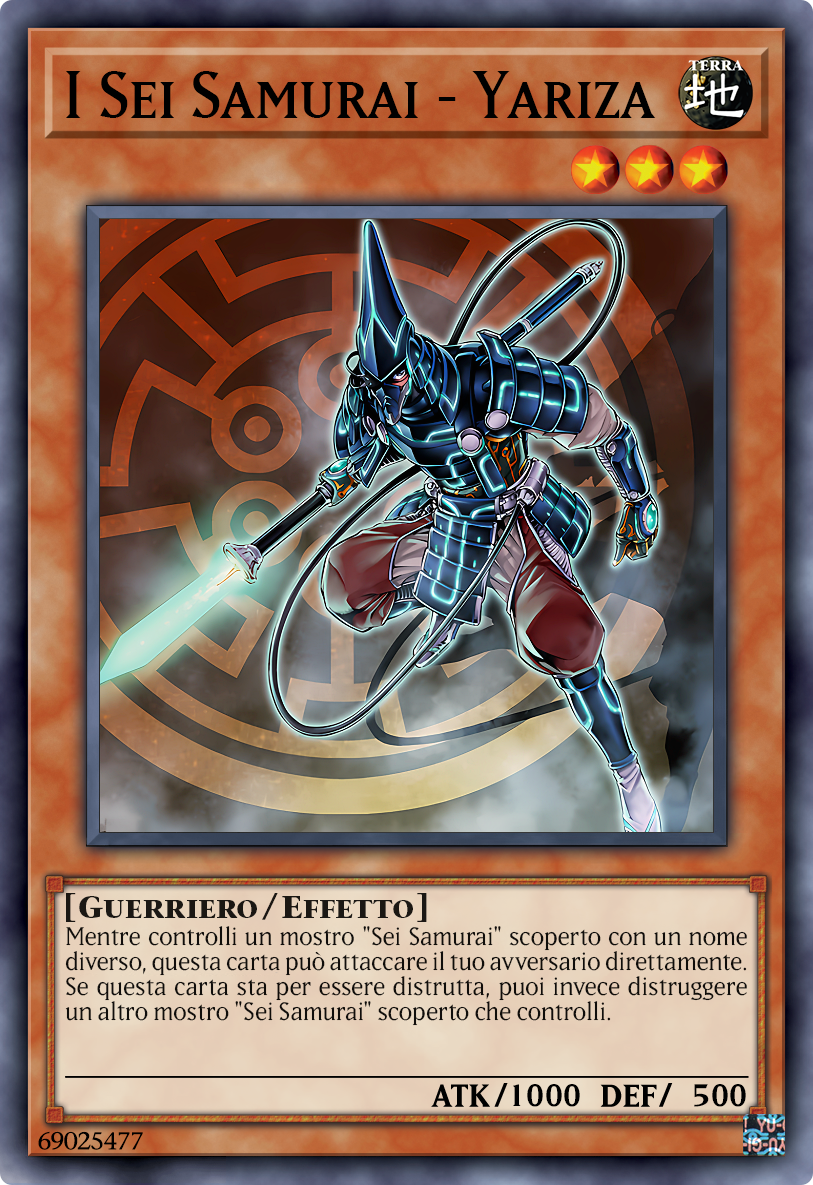 I Sei Samurai - Yariza
TERRA
地
[Guerriero/Effetto]
Mentre controlli un mostro "Sei Samurai" scoperto con un nome
diverso, questa carta può attaccare il tuo avversario direttamente.
Se questa carta sta per essere distrutta, puoi invece distruggere
un altro mostro "Sei Samurai" scoperto che controlli.
ATK/1000 DEF/ 500
69025477